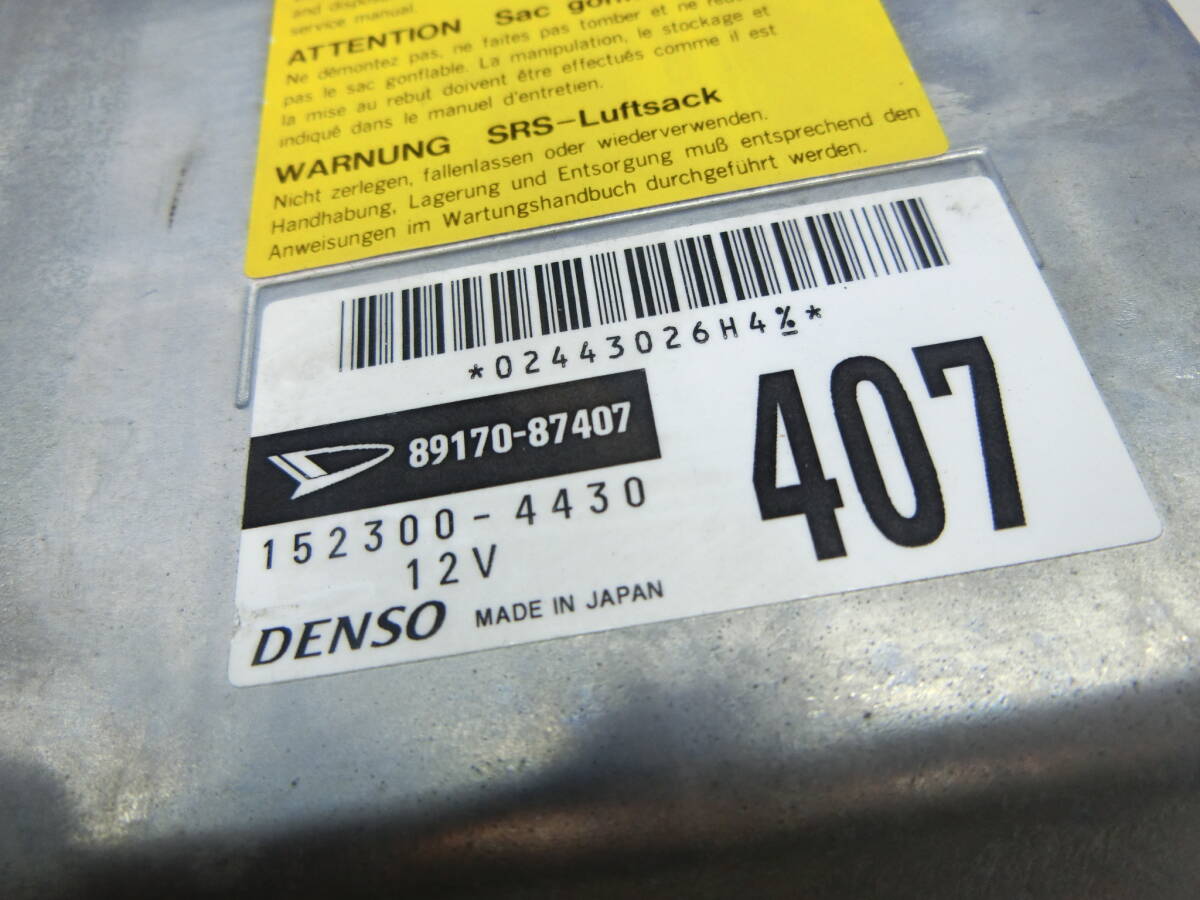 and
service manual.
ATTENTION Sac
Ne démontez pas, ne faites pas tomber et ne
pas le sac gonflable. La manipulation, le stockage et
la mise au rebut doivent être effectués comme il est
indiqué dans le manuel d'entretien.
WARNUNG SRS-Luftsack
Nicht zerlegen, fallenlassen oder wiederverwenden.
Handhabung, Lagerung und Entsorgung muß entsprechend den
Anweisungen im Wartungshandbuch durchgeführt werden.
*02443026H4%*
89170-87407
407
152300-4430
12V
DENSO MADE IN JAPAN